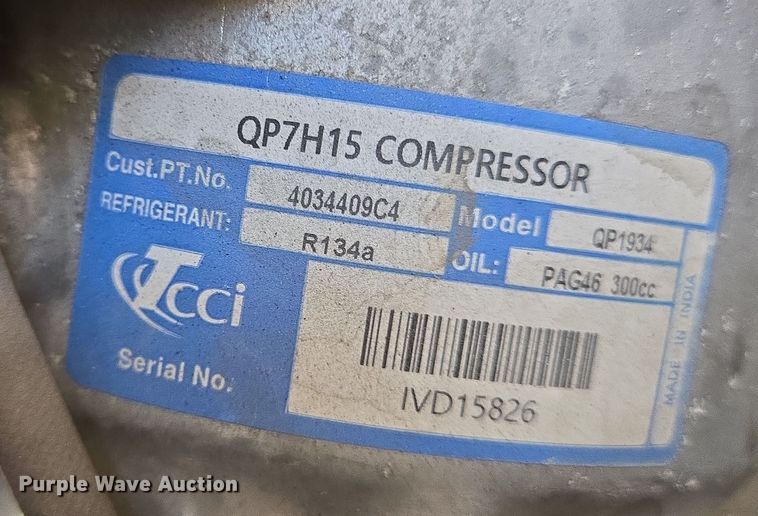 QP7H15 COMPRESSOR
Cust.PT.No. 4034409C4 Model QP1934
REFRIGERANT: R134a OIL: PAG46 300cc
Tcci
Serial No. IVD15826
MADE IN INDIA
Purple Wave Auction